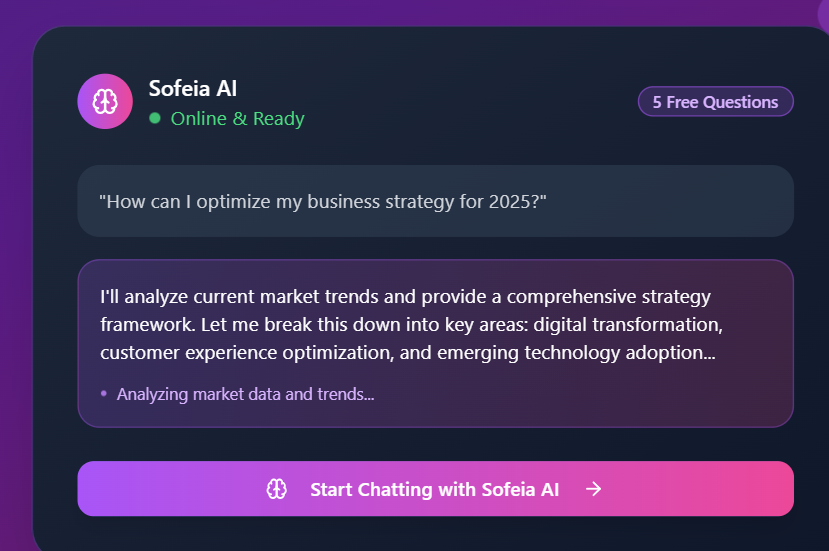 Sofeia AI
Online & Ready
5 Free Questions
"How can I optimize my business strategy for 2025?"
I'll analyze current market trends and provide a comprehensive strategy
framework. Let me break this down into key areas: digital transformation,
customer experience optimization, and emerging technology adoption...
• Analyzing market data and trends...
Start Chatting with Sofeia AI →